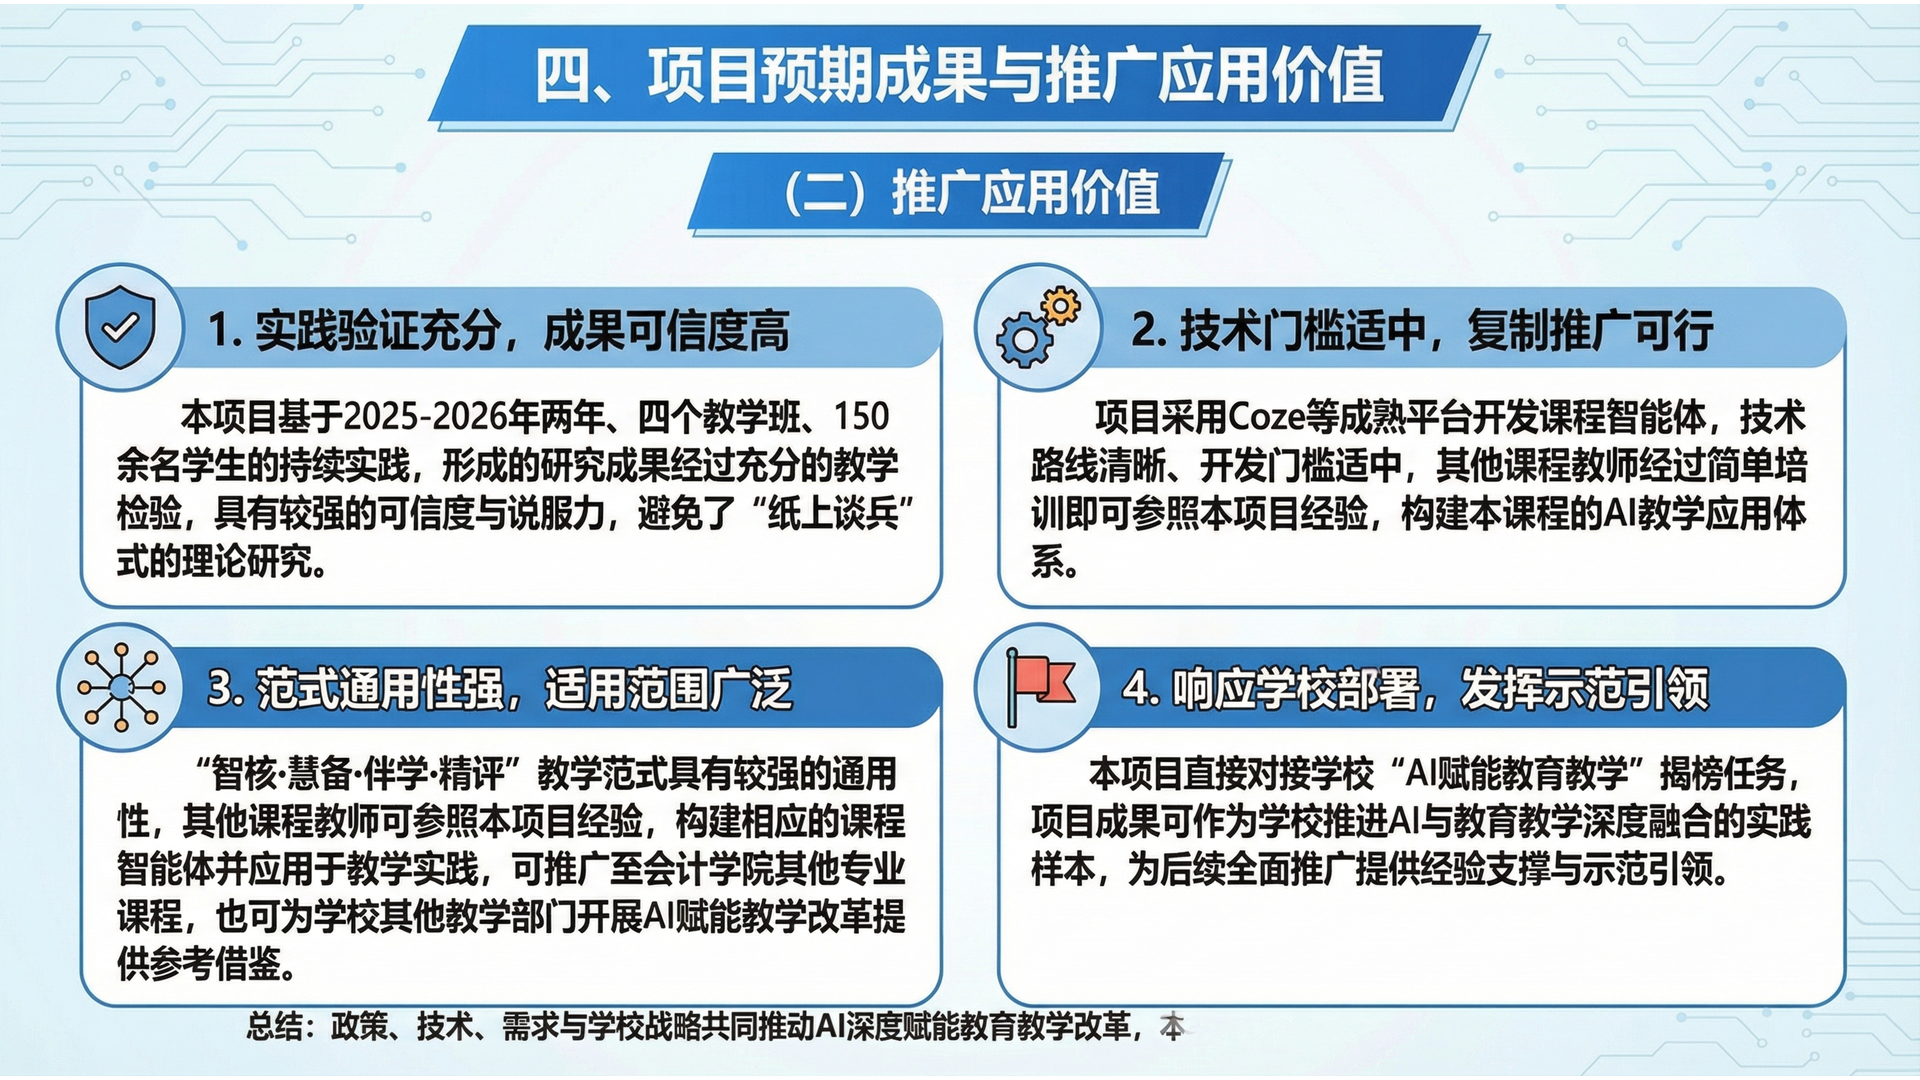 四、项目预期成果与推广应用价值
（二）推广应用价值
1. 实践验证充分，成果可信度高
本项目基于2025-2026年两年、四个教学班、150
余名学生的持续实践，形成的研究成果经过充分的教学
检验，具有较强的可信度与说服力，避免了“纸上谈兵”
式的理论研究。
2. 技术门槛适中，复制推广可行
项目采用Coze等成熟平台开发课程智能体，技术
路线清晰、开发门槛适中，其他课程教师经过简单培
训即可参照本项目经验，构建本课程的AI教学应用体
系。
3. 范式通用性强，适用范围广泛
“智核·慧备·伴学·精评”教学范式具有较强的通用
性，其他课程教师可参照本项目经验，构建相应的课程
智能体并应用于教学实践，可推广至会计学院其他专业
课程，也可为学校其他教学部门开展AI赋能教学改革提
供参考借鉴。
4. 响应学校部署，发挥示范引领
本项目直接对接学校“AI赋能教育教学”揭榜任务，
项目成果可作为学校推进AI与教育教学深度融合的实践
样本，为后续全面推广提供经验支撑与示范引领。
总结：政策、技术、需求与学校战略共同推动AI深度赋能教育教学改革，本